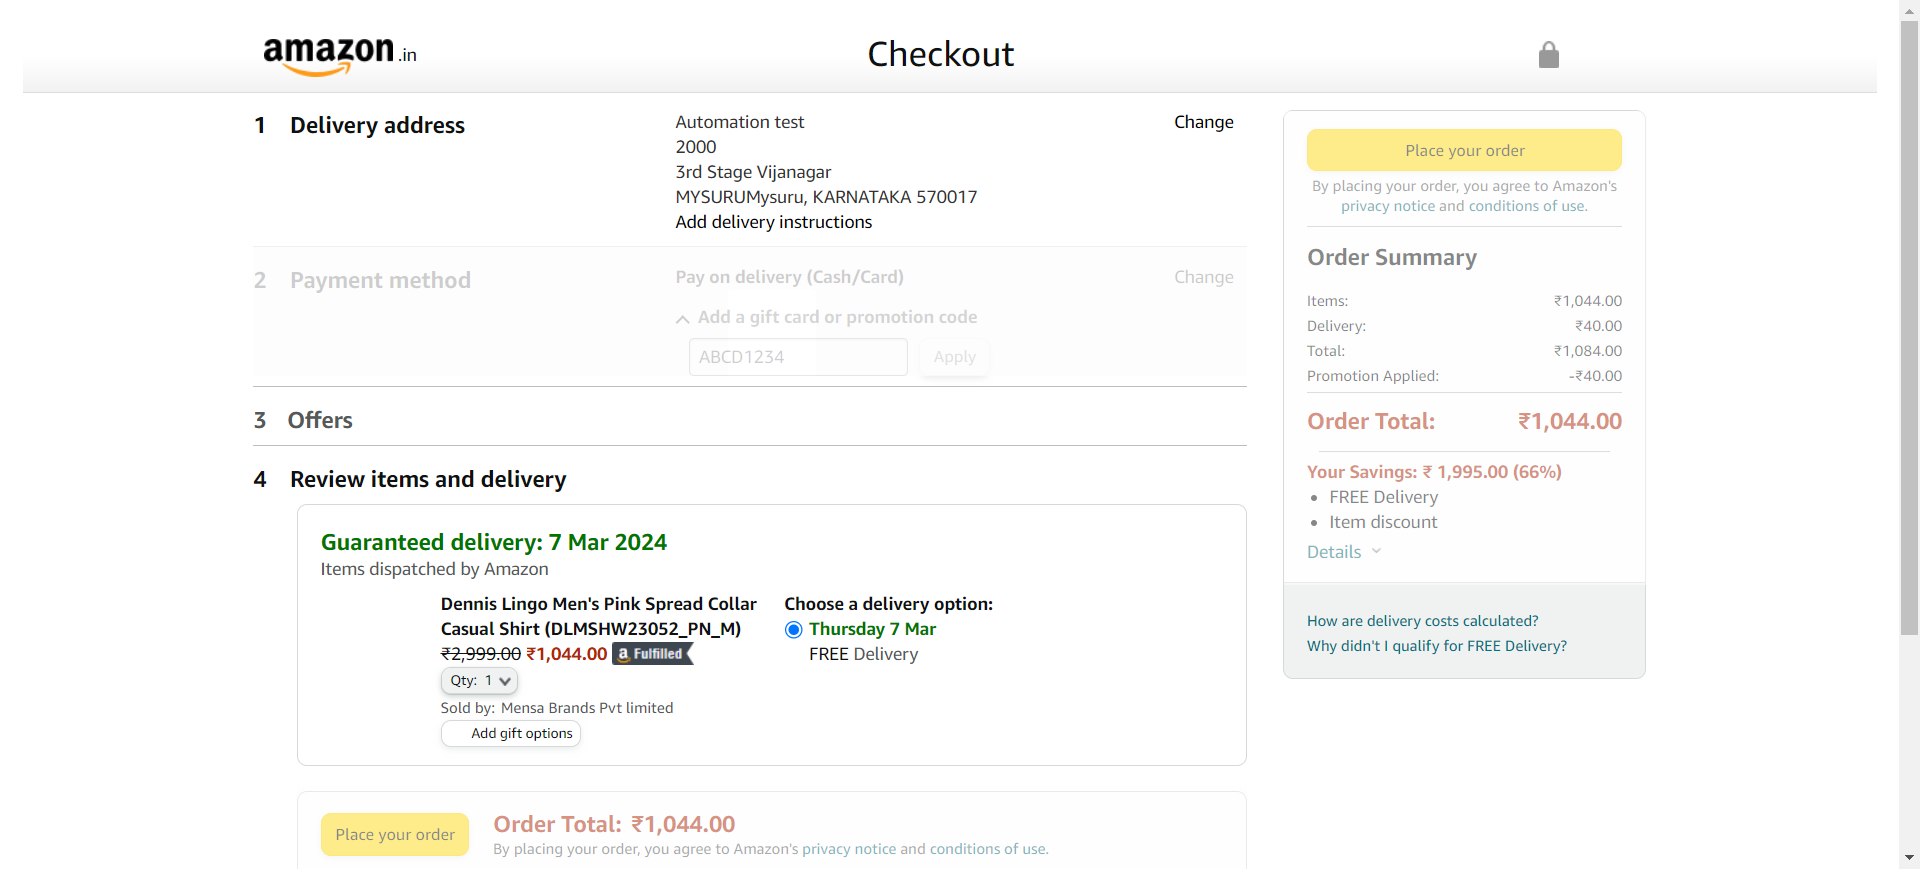 amazon.in
Checkout
1 Delivery address
Automation test
2000
3rd Stage Vijanagar
MYSURUMysuru, KARNATAKA 570017
Add delivery instructions
Change
2 Payment method
Pay on delivery (Cash/Card)
Change
Add a gift card or promotion code
ABCD1234
Apply
3 Offers
4 Review items and delivery
Guaranteed delivery: 7 Mar 2024
Items dispatched by Amazon
Dennis Lingo Men's Pink Spread Collar
Casual Shirt (DLMSHW23052_PN_M)
₹2,999.00 ₹1,044.00 a Fulfilled
Qty: 1
Sold by: Mensa Brands Pvt limited
Add gift options
Choose a delivery option:
Thursday 7 Mar
FREE Delivery
Place your order
Order Total: ₹1,044.00
By placing your order, you agree to Amazon's privacy notice and conditions of use.
Place your order
By placing your order, you agree to Amazon's
privacy notice and conditions of use.
Order Summary
Items: ₹1,044.00
Delivery: ₹40.00
Total: ₹1,084.00
Promotion Applied: -₹40.00
Order Total: ₹1,044.00
Your Savings: ₹ 1,995.00 (66%)
FREE Delivery
Item discount
Details
How are delivery costs calculated?
Why didn't I qualify for FREE Delivery?